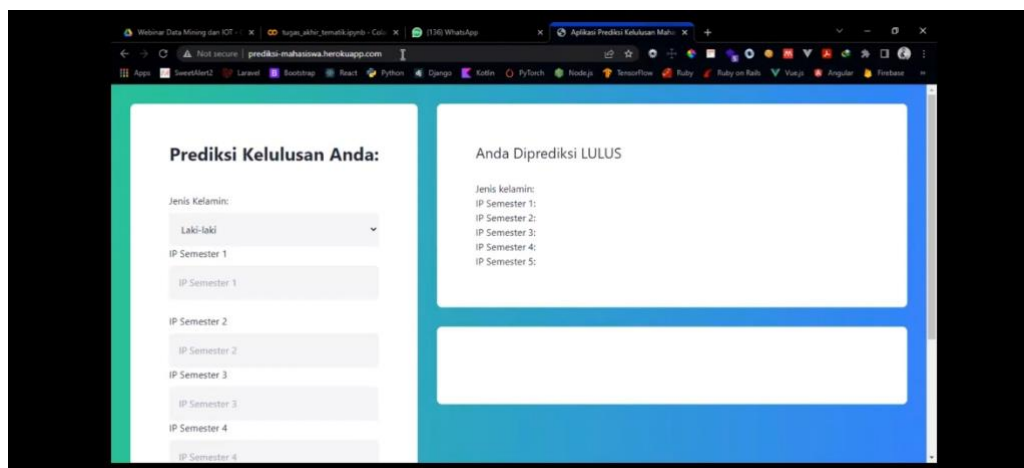 Webinar Data Mining dan IOT -
tugas_akhir_tematik.ipynb - Cola
(136) WhatsApp
Aplikasi Prediksi Kelulusan Maha
Not secure | prediksi-mahasiswa.herokuapp.com
Apps SweetAlert2 Laravel Bootstrap React Python Django Kotlin PyTorch Node.js TensorFlow Ruby Ruby on Rails Vue.js Angular Firebase
Prediksi Kelulusan Anda:
Jenis Kelamin:
Laki-laki
IP Semester 1
IP Semester 1
IP Semester 2
IP Semester 2
IP Semester 3
IP Semester 3
IP Semester 4
IP Semester 4
Anda Diprediksi LULUS
Jenis kelamin:
IP Semester 1:
IP Semester 2:
IP Semester 3:
IP Semester 4:
IP Semester 5: